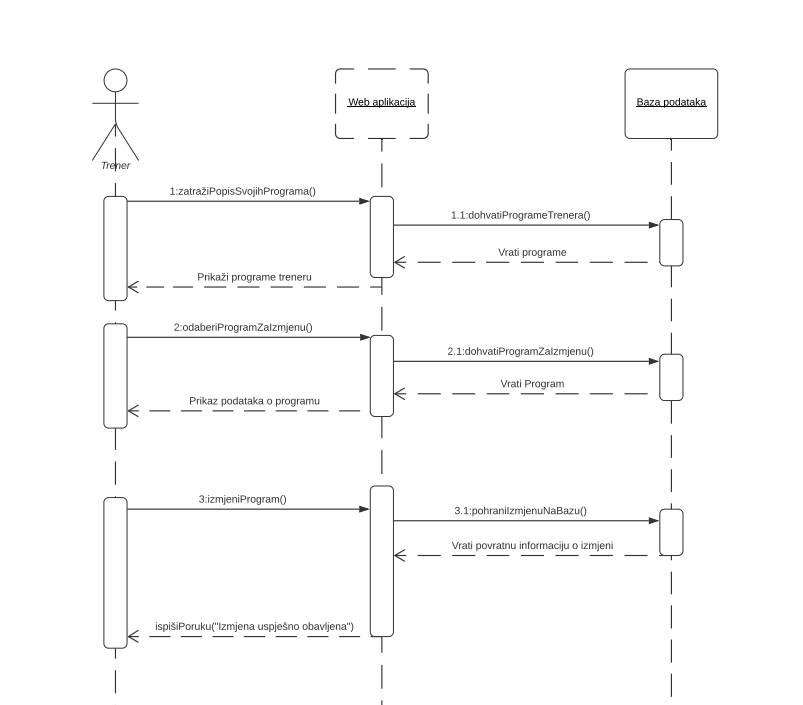 Web aplikacija
Baza podataka
Trener
1:zatražiPopisSvojihPrograma()
1.1:dohvatiProgrameTrenera()
Vrati programe
Prikaži programe treneru
2:odaberiProgramZaIzmjenu()
2.1:dohvatiProgramZaIzmjenu()
Vrati Program
Prikaz podataka o programu
3:izmjeniProgram()
3.1:pohraniIzmjenuNaBazu()
Vrati povratnu informaciju o izmjeni
ispišiPoruku("Izmjena uspješno obavljena")